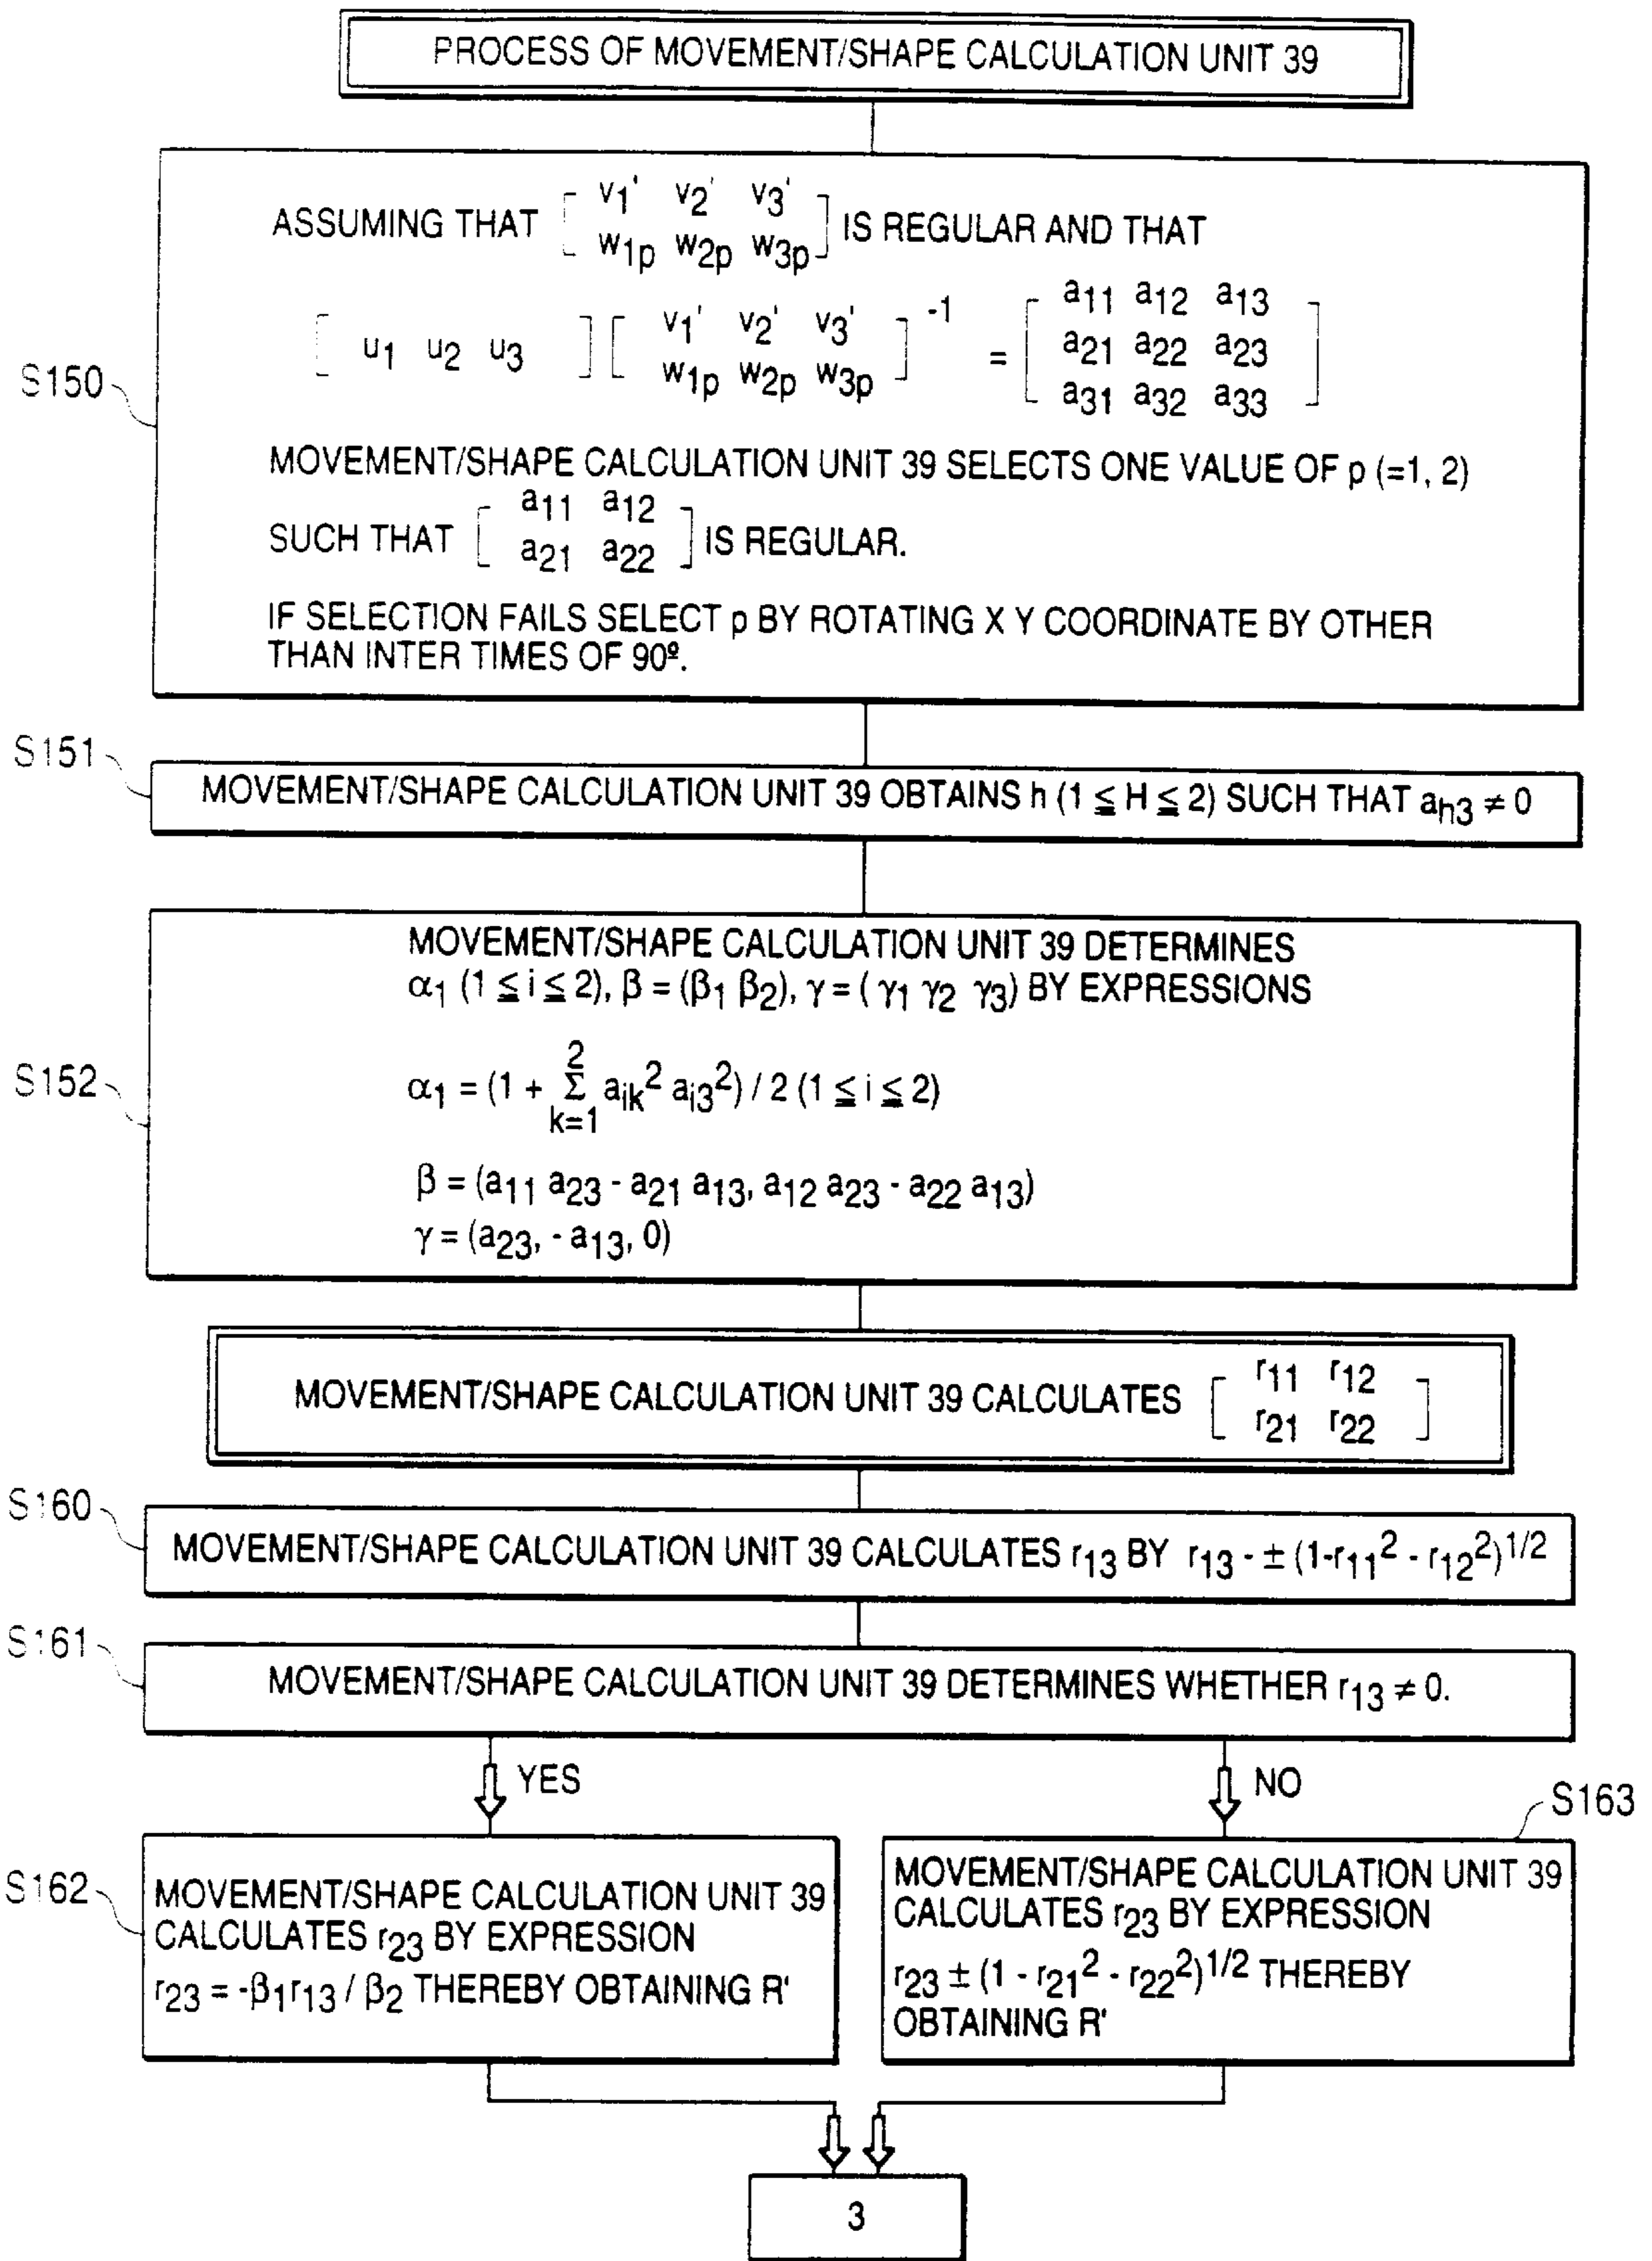 PROCESS OF MOVEMENT/SHAPE CALCULATION UNIT 39
S150
ASSUMING THAT [ v1' v2' v3' ] IS REGULAR AND THAT
w1p w2p w3p
[ u1 u2 u3 ] [ v1' v2' v3' ] -1 = [ a11 a12 a13 ]
w1p w2p w3p
a21 a22 a23
a31 a32 a33
MOVEMENT/SHAPE CALCULATION UNIT 39 SELECTS ONE VALUE OF p (=1, 2)
SUCH THAT [ a11 a12 ] IS REGULAR.
a21 a22
IF SELECTION FAILS SELECT p BY ROTATING X Y COORDINATE BY OTHER
THAN INTER TIMES OF 90º.
S151
MOVEMENT/SHAPE CALCULATION UNIT 39 OBTAINS h (1 ≦ H ≦ 2) SUCH THAT ah3 ≠ 0
S152
MOVEMENT/SHAPE CALCULATION UNIT 39 DETERMINES
α1 (1 ≦ i ≦ 2), β = (β1 β2), γ = ( γ1 γ2 γ3) BY EXPRESSIONS
α1 = (1 + 2 Σ k=1 aik² ai3²) / 2 (1 ≦ i ≦ 2)
β = (a11 a23 - a21 a13, a12 a23 - a22 a13)
γ = (a23, - a13, 0)
MOVEMENT/SHAPE CALCULATION UNIT 39 CALCULATES [ r11 r12 ]
r21 r22
S160
MOVEMENT/SHAPE CALCULATION UNIT 39 CALCULATES r13 BY r13 - ± (1-r11² - r12²)1/2
S161
MOVEMENT/SHAPE CALCULATION UNIT 39 DETERMINES WHETHER r13 ≠ 0.
YES
NO
S162
MOVEMENT/SHAPE CALCULATION UNIT 39
CALCULATES r23 BY EXPRESSION
r23 = -β1r13 / β2 THEREBY OBTAINING R'
S163
MOVEMENT/SHAPE CALCULATION UNIT 39
CALCULATES r23 BY EXPRESSION
r23 ± (1 - r21² - r22²)1/2 THEREBY
OBTAINING R'
3